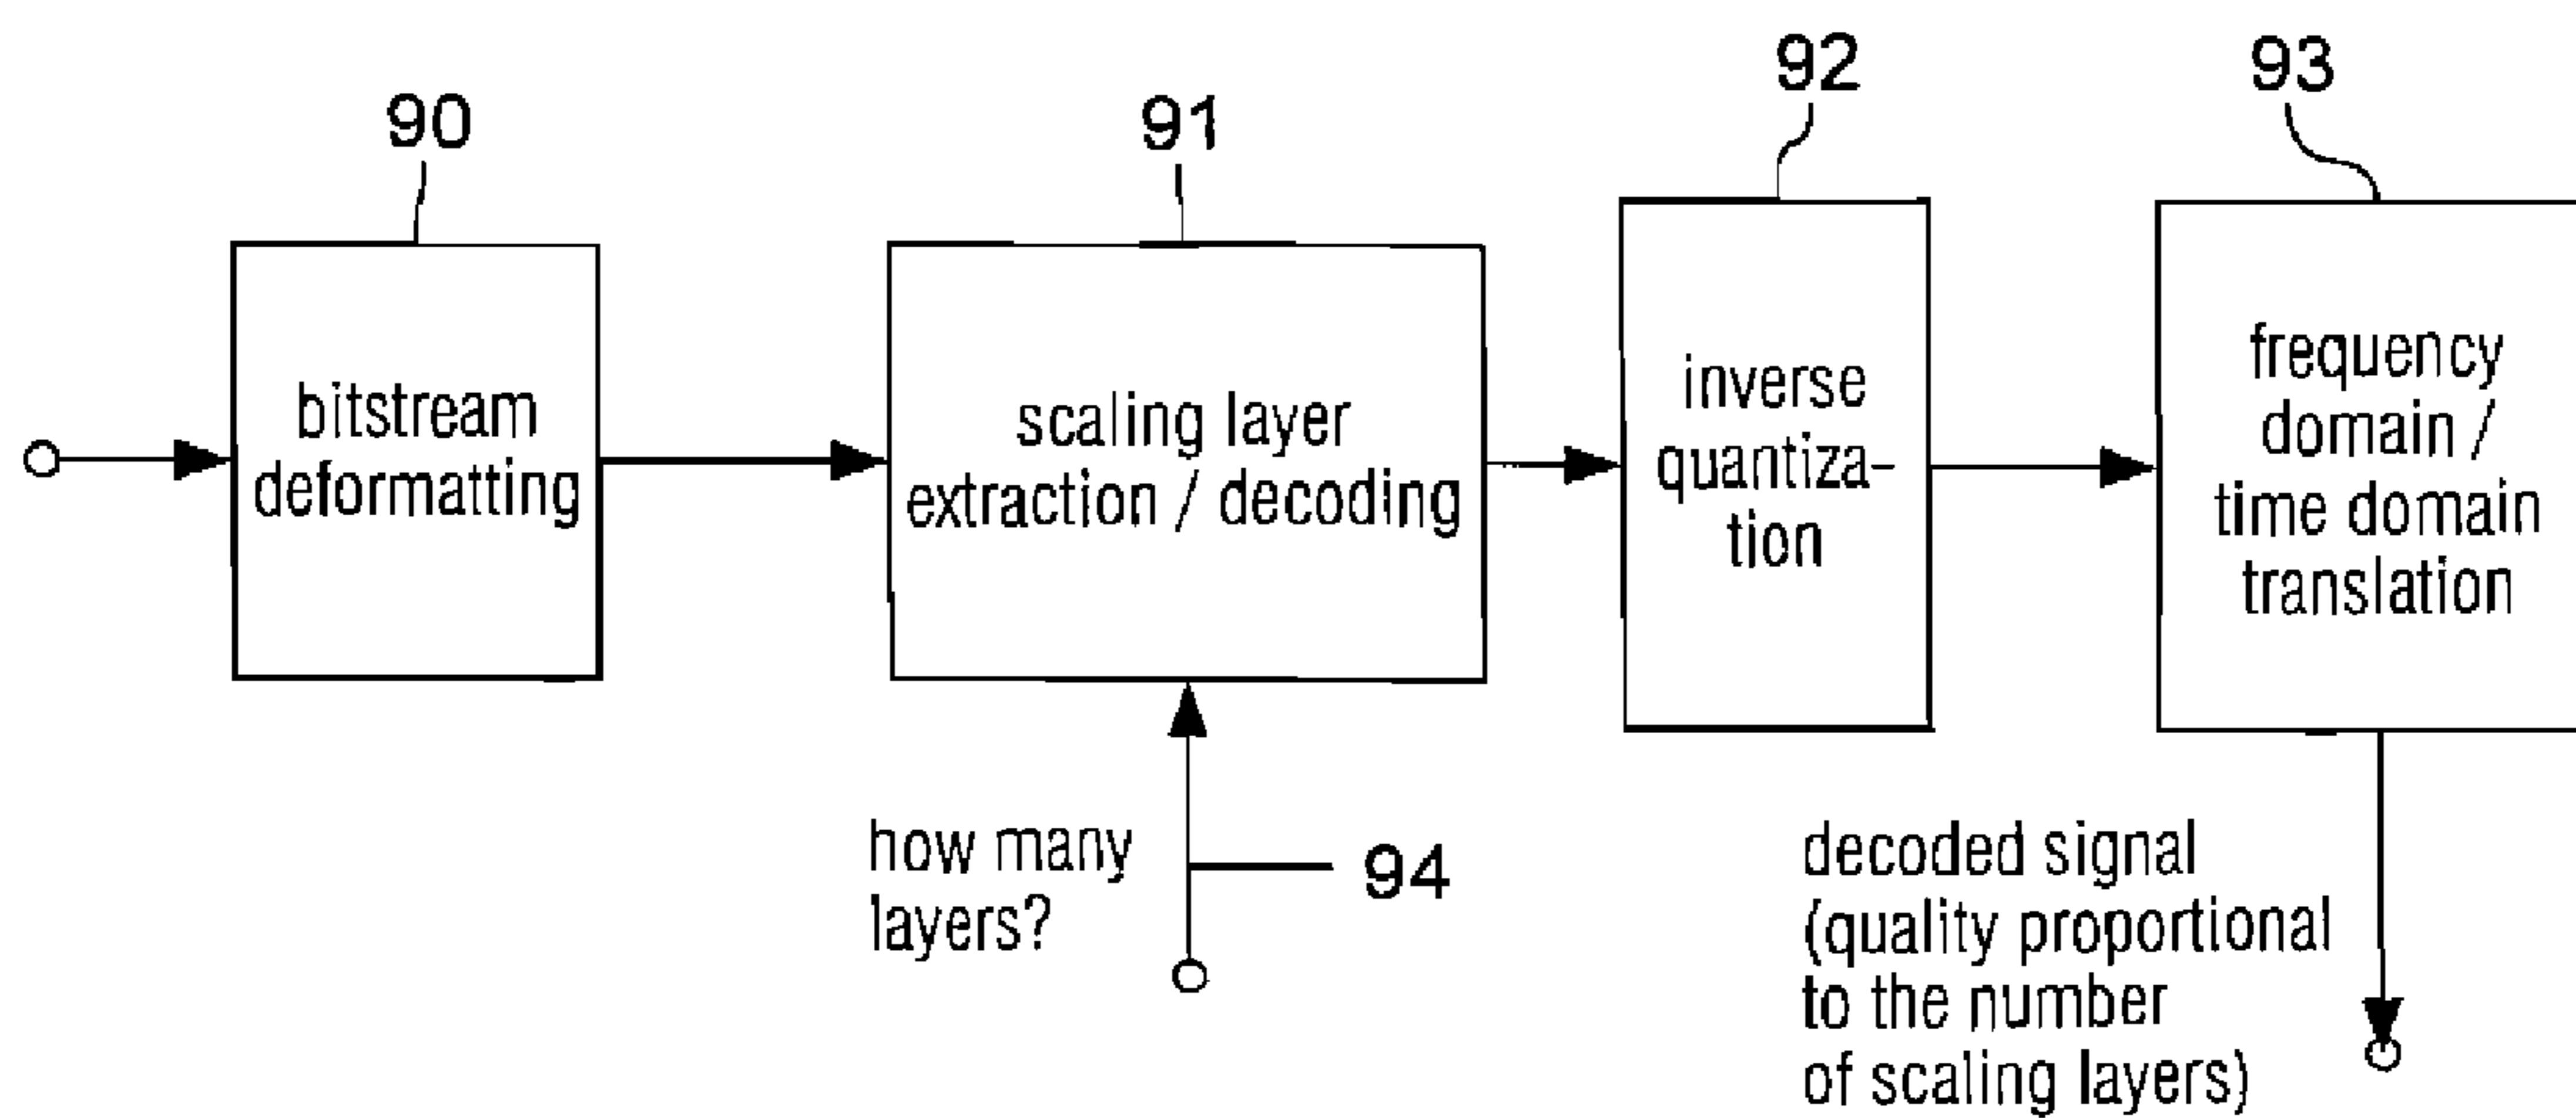 90
91
92
93
bitstream
deformatting
scaling layer
extraction / decoding
inverse
quantiza-
tion
frequency
domain /
time domain
translation
how many
layers?
94
decoded signal
(quality proportional
to the number
of scaling layers)